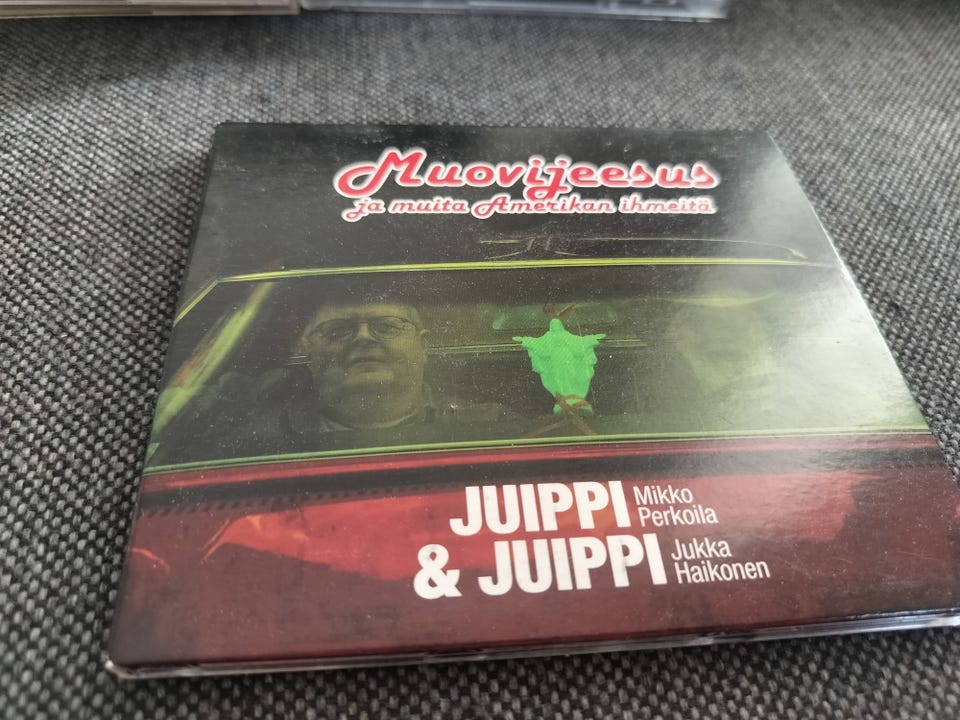 Muovijeesus
ja muita Amerikan ihmeitä
JUIPPI Mikko Perkoila
& JUIPPI Jukka Haikonen